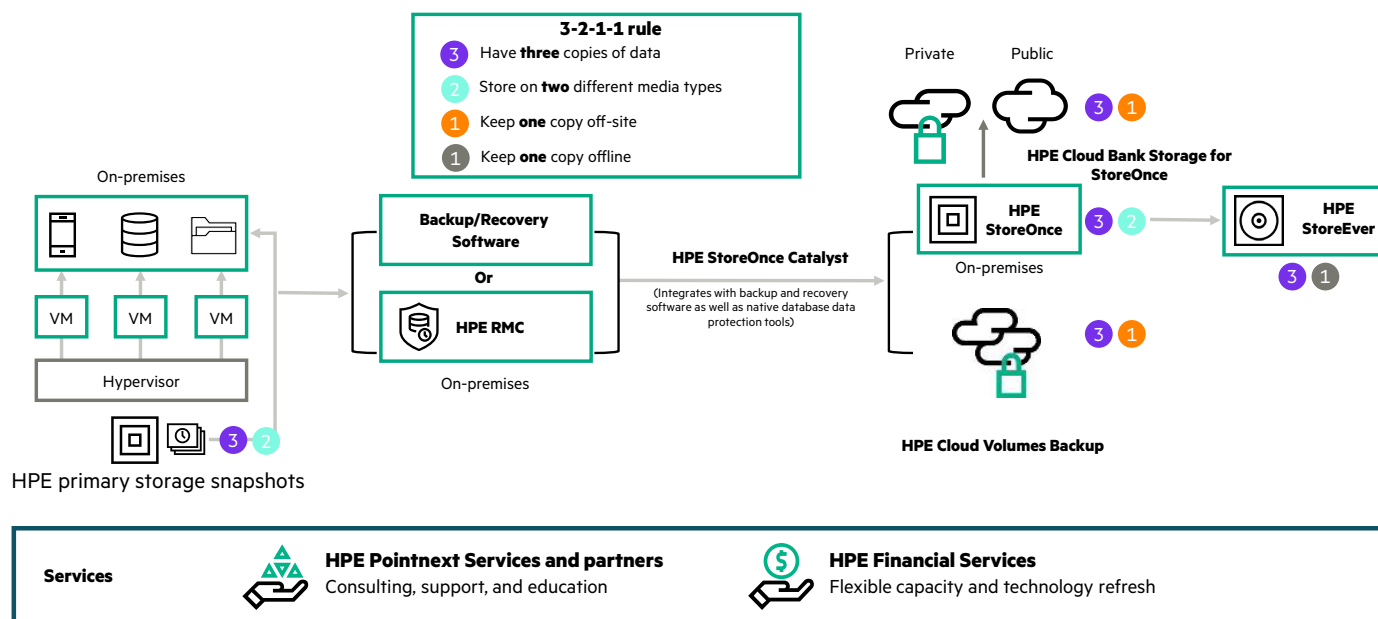 3-2-1-1 rule
3 Have three copies of data
2 Store on two different media types
1 Keep one copy off-site
1 Keep one copy offline
Private
Public
3 1
HPE Cloud Bank Storage for
StoreOnce
On-premises
VM
VM
VM
Hypervisor
3 2
HPE primary storage snapshots
Backup/Recovery
Software
Or
HPE RMC
On-premises
HPE StoreOnce Catalyst
(Integrates with backup and recovery
software as well as native database data
protection tools)
HPE
StoreOnce
3 2
On-premises
HPE
StoreEver
3 1
3 1
HPE Cloud Volumes Backup
Services
HPE Pointnext Services and partners
Consulting, support, and education
HPE Financial Services
Flexible capacity and technology refresh